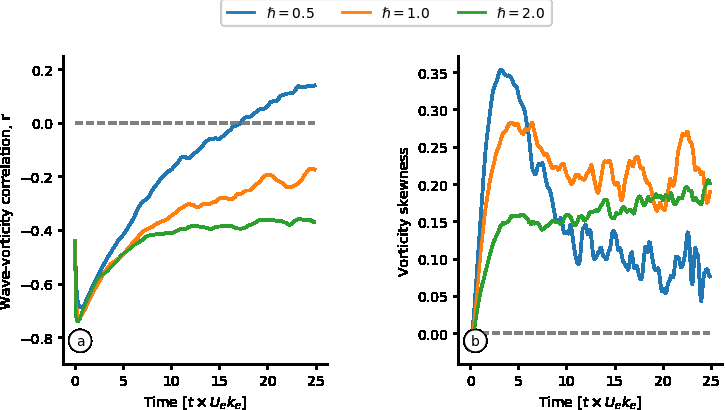 ℏ = 0.5 ℏ = 1.0 ℏ = 2.0
Wave-vorticity correlation, r
0.2
0.0
−0.2
−0.4
−0.6
−0.8
a
0 5 10 15 20 25
Time [t × Uₑkₑ]
Vorticity skewness
0.35
0.30
0.25
0.20
0.15
0.10
0.05
0.00
b
0 5 10 15 20 25
Time [t × Uₑkₑ]